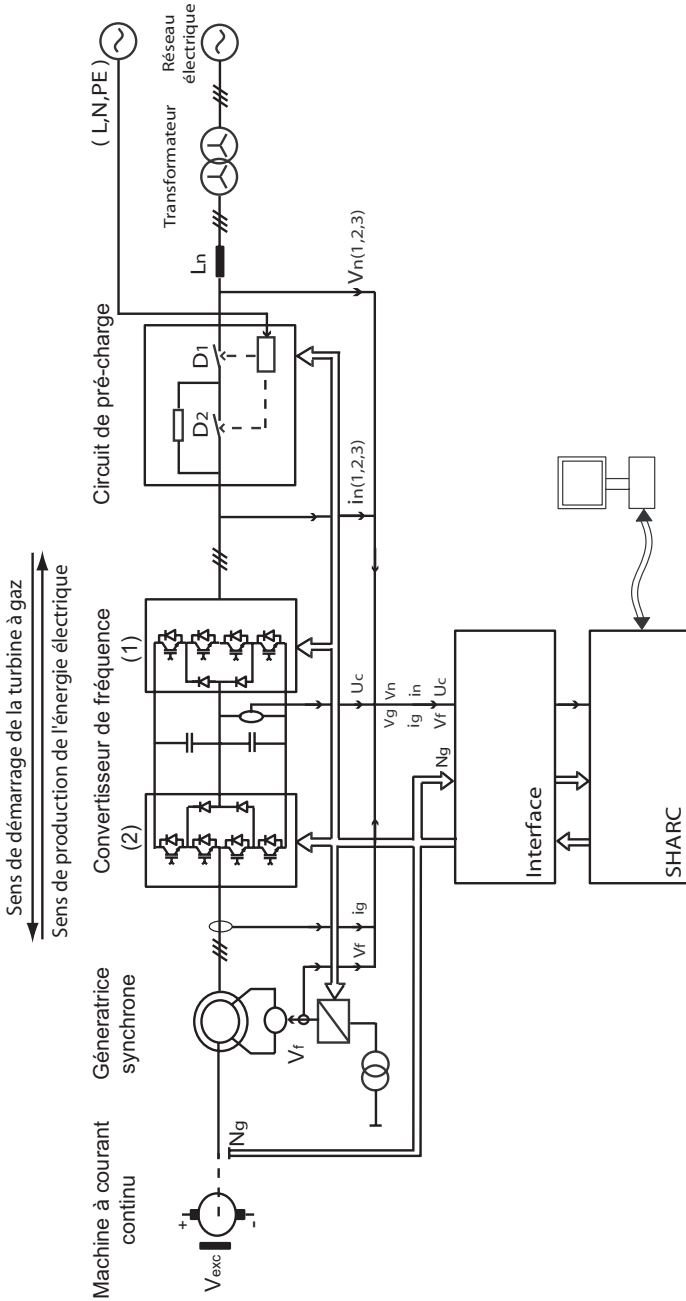 Sens de démarrage de la turbine à gaz
Sens de production de l'énergie électrique
Machine à courant
continu
Géneratrice
synchrone
Convertisseur de fréquence
(2)
(1)
Circuit de pré-charge
Transformateur
Réseau
électrique
( L,N,PE )
+
-
Vexc
Ng
Vf
D2
D1
Ln
Vf
ig
Uc
in(1,2,3)
Vn(1,2,3)
Vg Vn
ig in
Vf Uc
Ng
Interface
SHARC